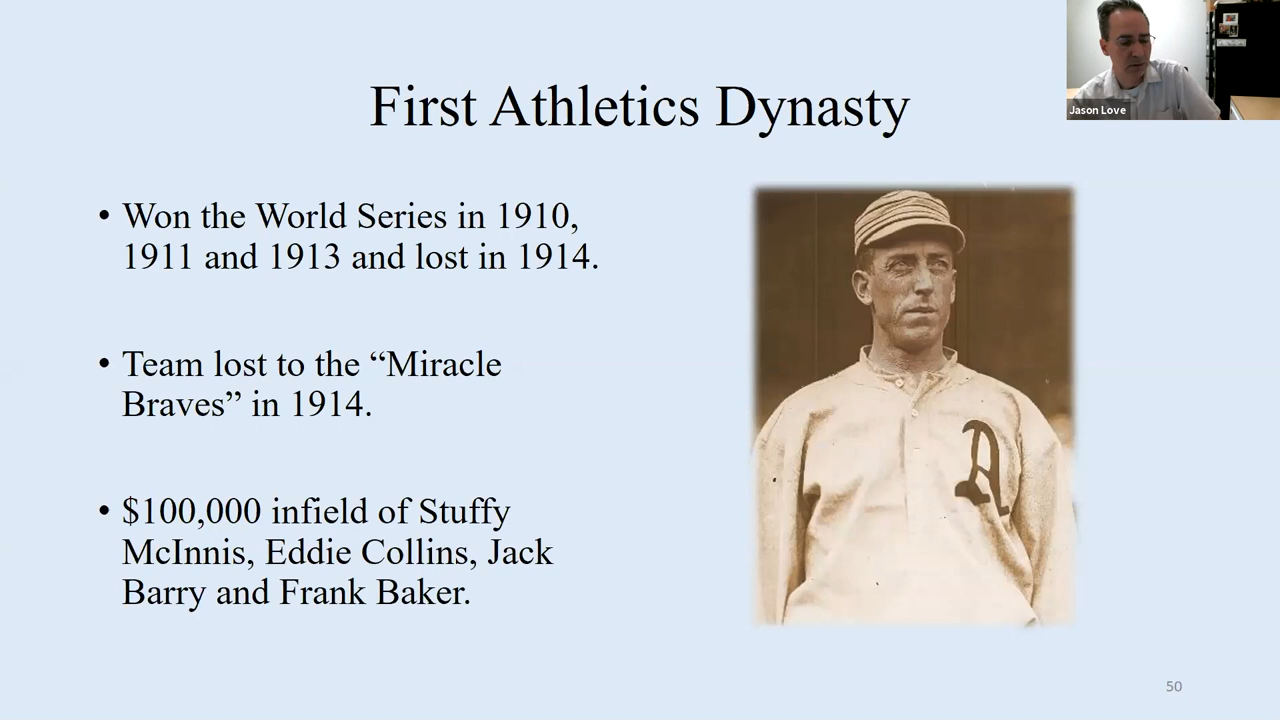 Jason Love
First Athletics Dynasty
• Won the World Series in 1910,
1911 and 1913 and lost in 1914.
• Team lost to the “Miracle
Braves” in 1914.
• $100,000 infield of Stuffy
McInnis, Eddie Collins, Jack
Barry and Frank Baker.
A
50